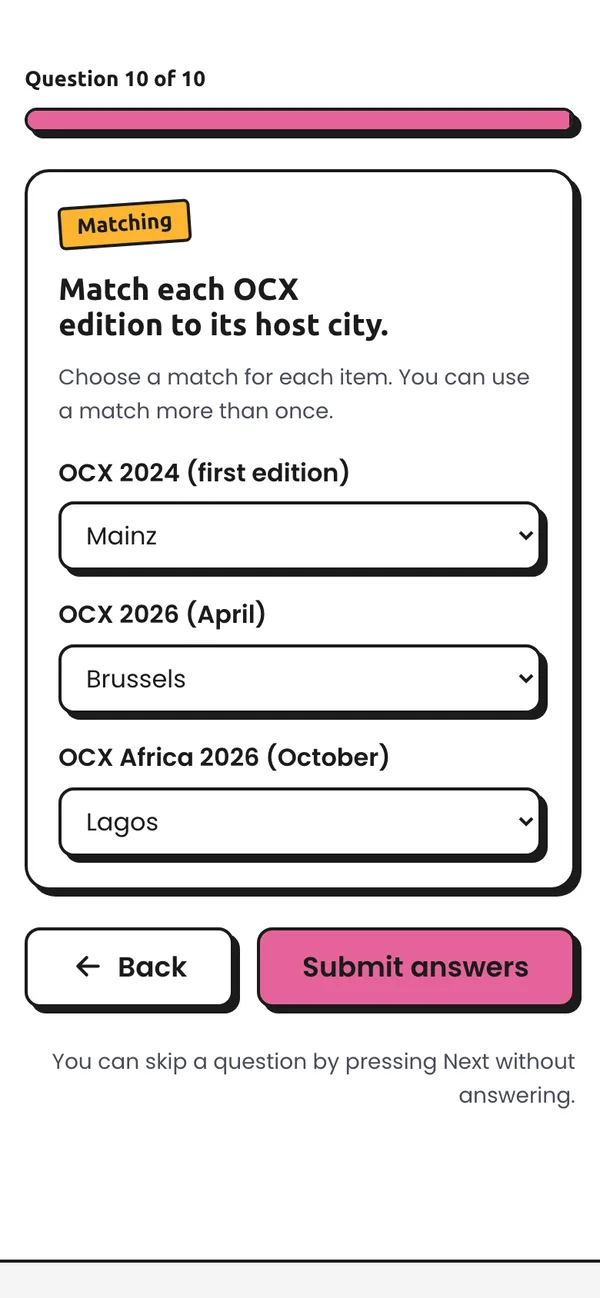 Question 10 of 10
Matching
Match each OCX
edition to its host city.
Choose a match for each item. You can use
a match more than once.
OCX 2024 (first edition)
Mainz
OCX 2026 (April)
Brussels
OCX Africa 2026 (October)
Lagos
← Back
Submit answers
You can skip a question by pressing Next without
answering.